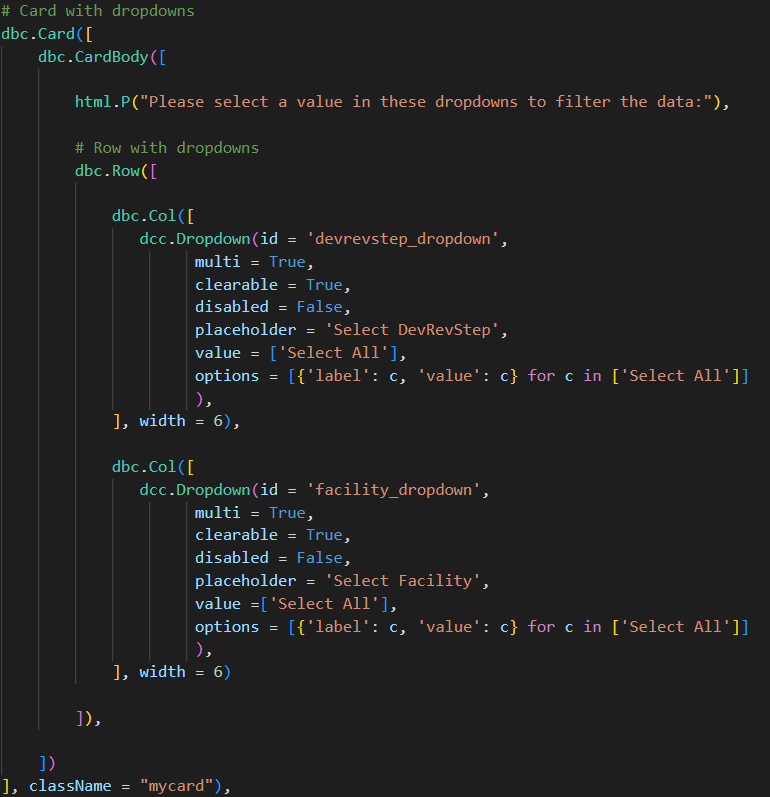 # Card with dropdowns
dbc.Card([
    dbc.CardBody([
        html.P("Please select a value in these dropdowns to filter the data:"),
        # Row with dropdowns
        dbc.Row([
            dbc.Col([
               dcc.Dropdown(id = 'devrevstep_dropdown',
                     multi = True,
                     clearable = True,
                     disabled = False,
                     placeholder = 'Select DevRevStep',
                     value = ['Select All'],
                     options = [{'label': c, 'value': c} for c in ['Select All']]
                     ),
            ], width = 6),
            dbc.Col([
               dcc.Dropdown(id = 'facility_dropdown',
                     multi = True,
                     clearable = True,
                     disabled = False,
                     placeholder = 'Select Facility',
                     value =['Select All'],
                     options = [{'label': c, 'value': c} for c in ['Select All']]
                     ),
            ], width = 6)
        ]),
    ])
], className = "mycard"),